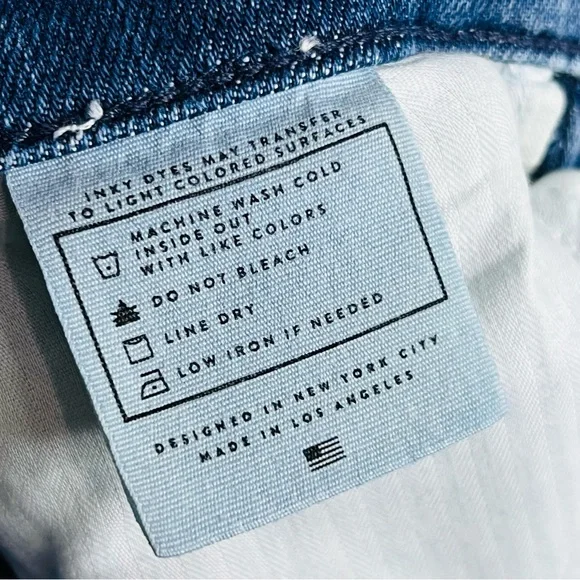 INKY DYES MAY TRANSFER
TO LIGHT COLORED SURFACES
MACHINE WASH COLD
INSIDE OUT
WITH LIKE COLORS
DO NOT BLEACH
LINE DRY
LOW IRON IF NEEDED
DESIGNED IN NEW YORK CITY
MADE IN LOS ANGELES